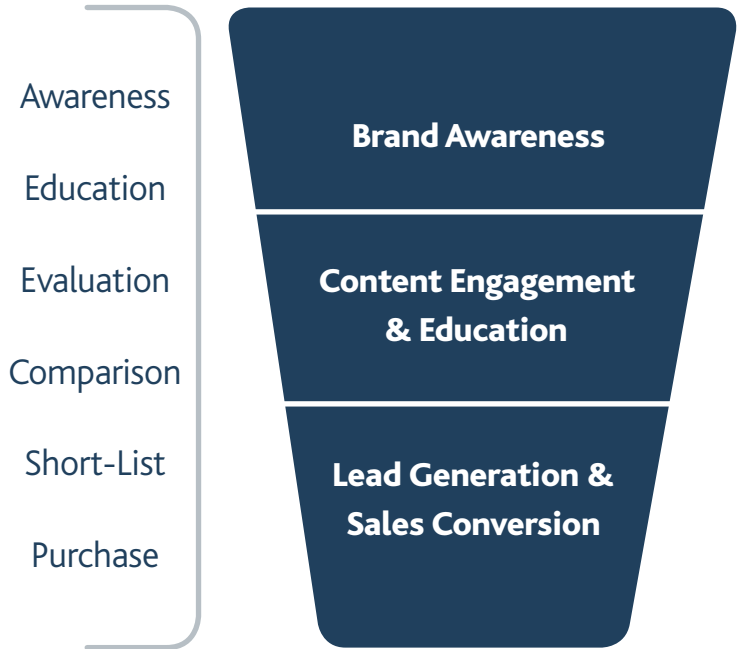 Awareness
Education
Evaluation
Comparison
Short-List
Purchase
Brand Awareness
Content Engagement
& Education
Lead Generation &
Sales Conversion